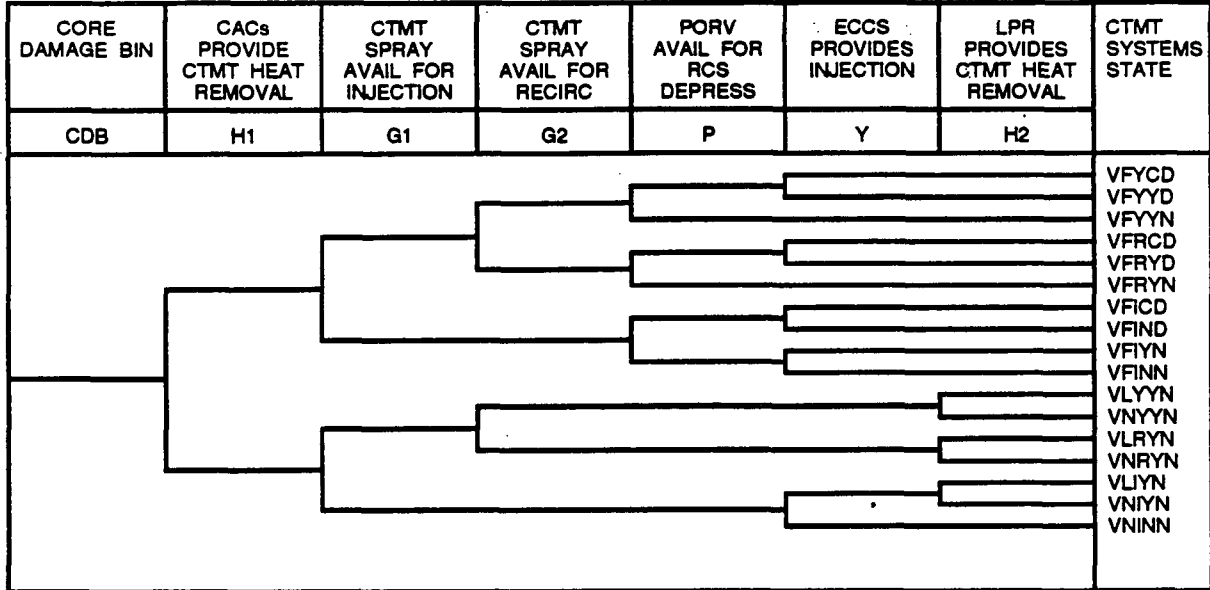 CORE
DAMAGE BIN
CACs
PROVIDE
CTMT HEAT
REMOVAL
CTMT
SPRAY
AVAIL FOR
INJECTION
CTMT
SPRAY
AVAIL FOR
RECIRC
PORV
AVAIL FOR
RCS
DEPRESS
ECCS
PROVIDES
INJECTION
LPR
PROVIDES
CTMT HEAT
REMOVAL
CTMT
SYSTEMS
STATE
CDB
H1
G1
G2
P
Y
H2
VFYCD
VFYYD
VFYYN
VFRCD
VFRYD
VFRYN
VFICD
VFIND
VFIYN
VFINN
VLYYN
VNYYN
VLRYN
VNRYN
VLIYN
VNIYN
VNINN